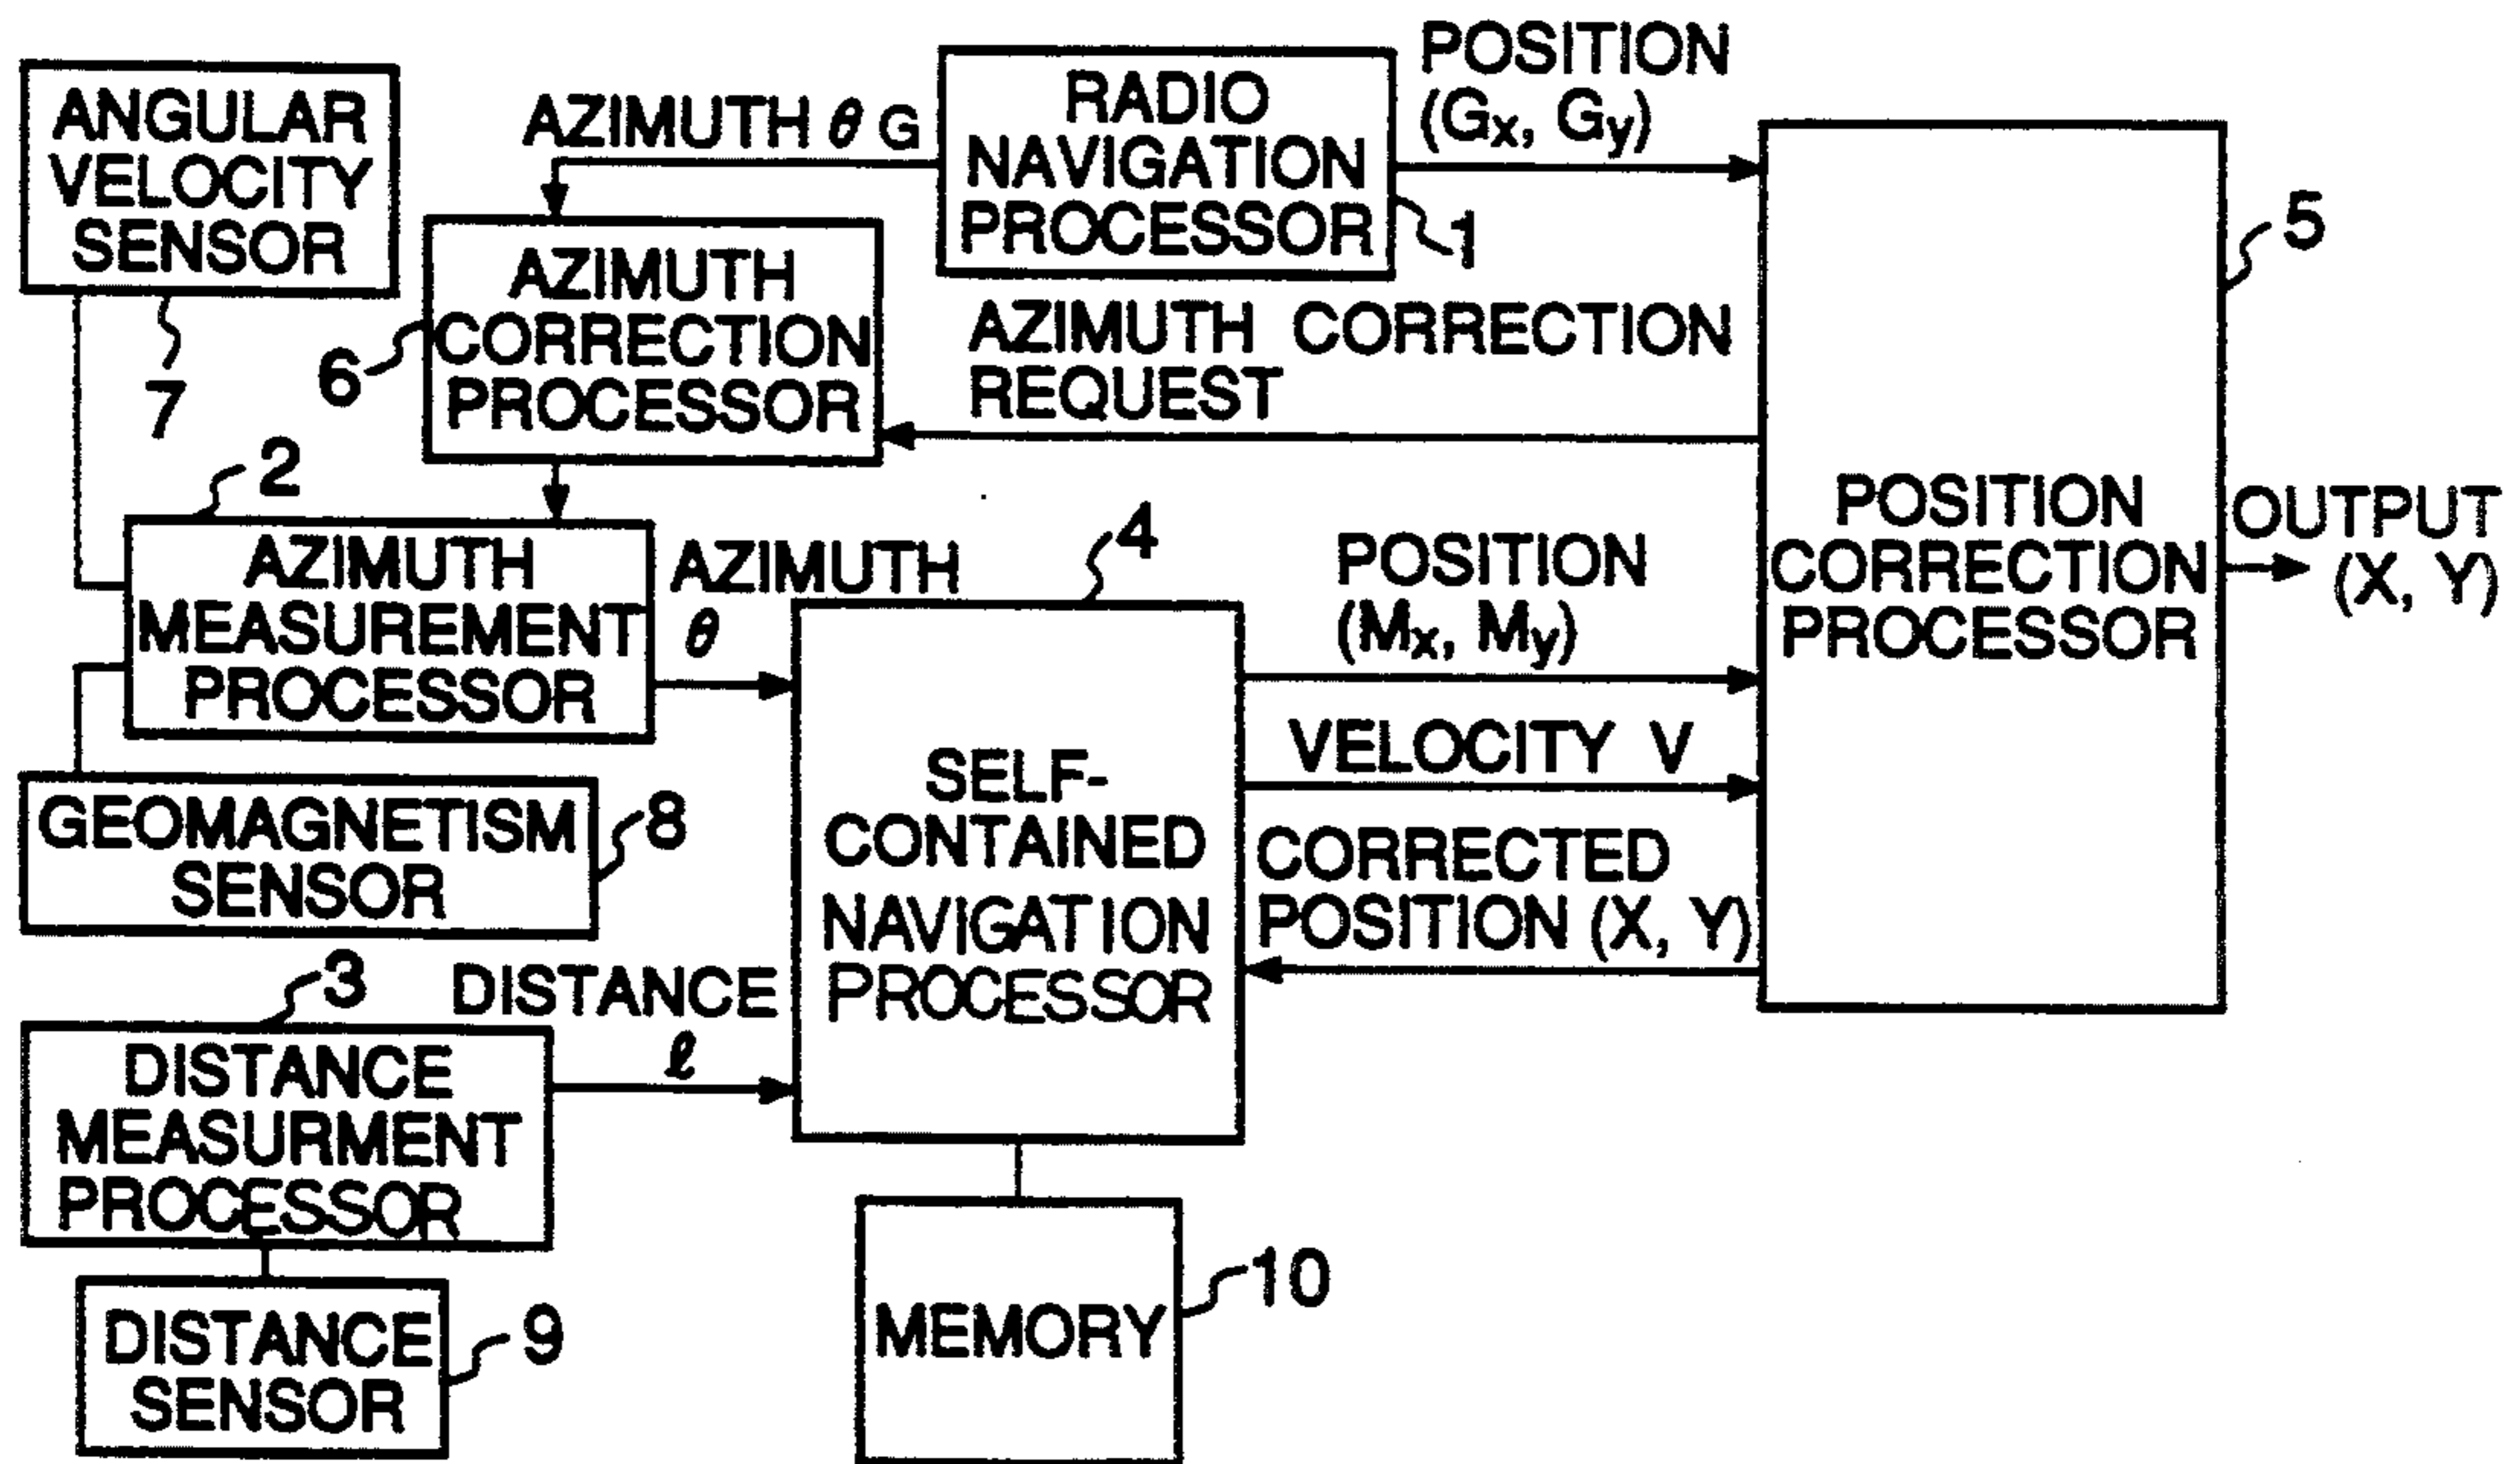 ANGULAR
VELOCITY
SENSOR
7
AZIMUTH θ G
RADIO
NAVIGATION
PROCESSOR
1
POSITION
(Gx, Gy)
5
AZIMUTH
CORRECTION
PROCESSOR
6
AZIMUTH CORRECTION
REQUEST
2
AZIMUTH
MEASUREMENT
PROCESSOR
AZIMUTH
θ
4
POSITION
(Mx, My)
POSITION
CORRECTION
PROCESSOR
OUTPUT
(X, Y)
GEOMAGNETISM
SENSOR
8
SELF-
CONTAINED
NAVIGATION
PROCESSOR
VELOCITY V
CORRECTED
POSITION (X, Y)
3
DISTANCE
ℓ
DISTANCE
MEASURMENT
PROCESSOR
DISTANCE
SENSOR
9
MEMORY
10